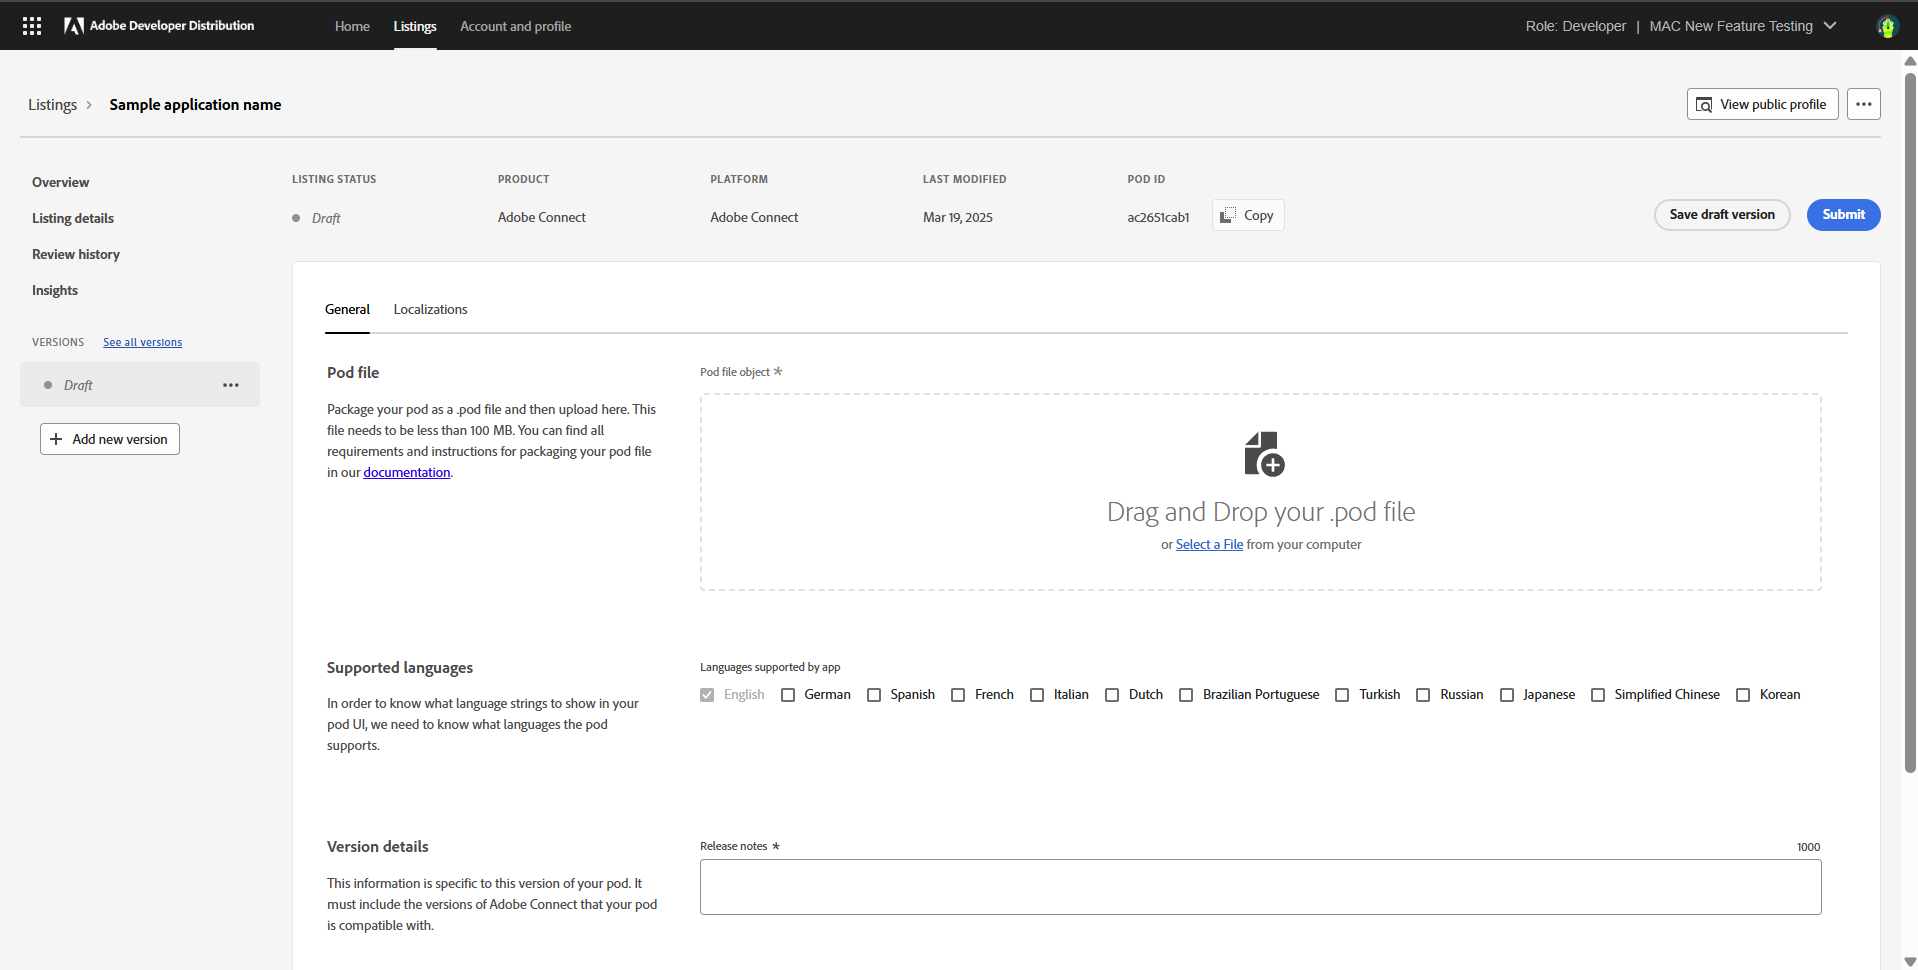 Adobe Developer Distribution
Home
Listings
Account and profile
Role: Developer | MAC New Feature Testing
Listings
Sample application name
View public profile
Overview
Listing details
Review history
Insights
VERSIONS
See all versions
Draft
Add new version
LISTING STATUS
Draft
PRODUCT
Adobe Connect
PLATFORM
Adobe Connect
LAST MODIFIED
Mar 19, 2025
POD ID
ac2651cab1
Copy
Save draft version
Submit
General
Localizations
Pod file
Package your pod as a .pod file and then upload here. This
file needs to be less than 100 MB. You can find all
requirements and instructions for packaging your pod file
in our documentation.
Pod file object *
Drag and Drop your .pod file
or Select a File from your computer
Supported languages
In order to know what language strings to show in your
pod UI, we need to know what languages the pod
supports.
Languages supported by app
English
German
Spanish
French
Italian
Dutch
Brazilian Portuguese
Turkish
Russian
Japanese
Simplified Chinese
Korean
Version details
This information is specific to this version of your pod. It
must include the versions of Adobe Connect that your pod
is compatible with.
Release notes *
1000